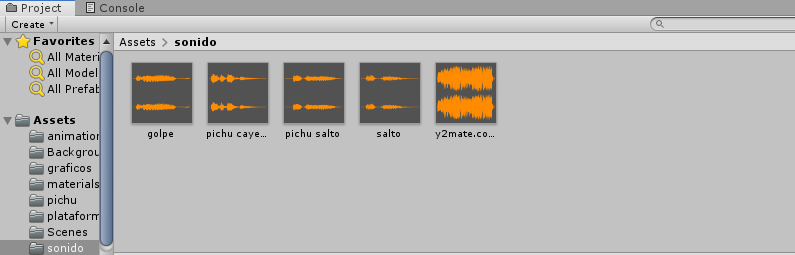 Project
Console
Create
Favorites
All Materi
All Model
All Prefab
Assets
animation
Backgrou
graficos
materials
pichu
plataform
Scenes
sonido
Assets > sonido
golpe
pichu caye...
pichu salto
salto
y2mate.co...